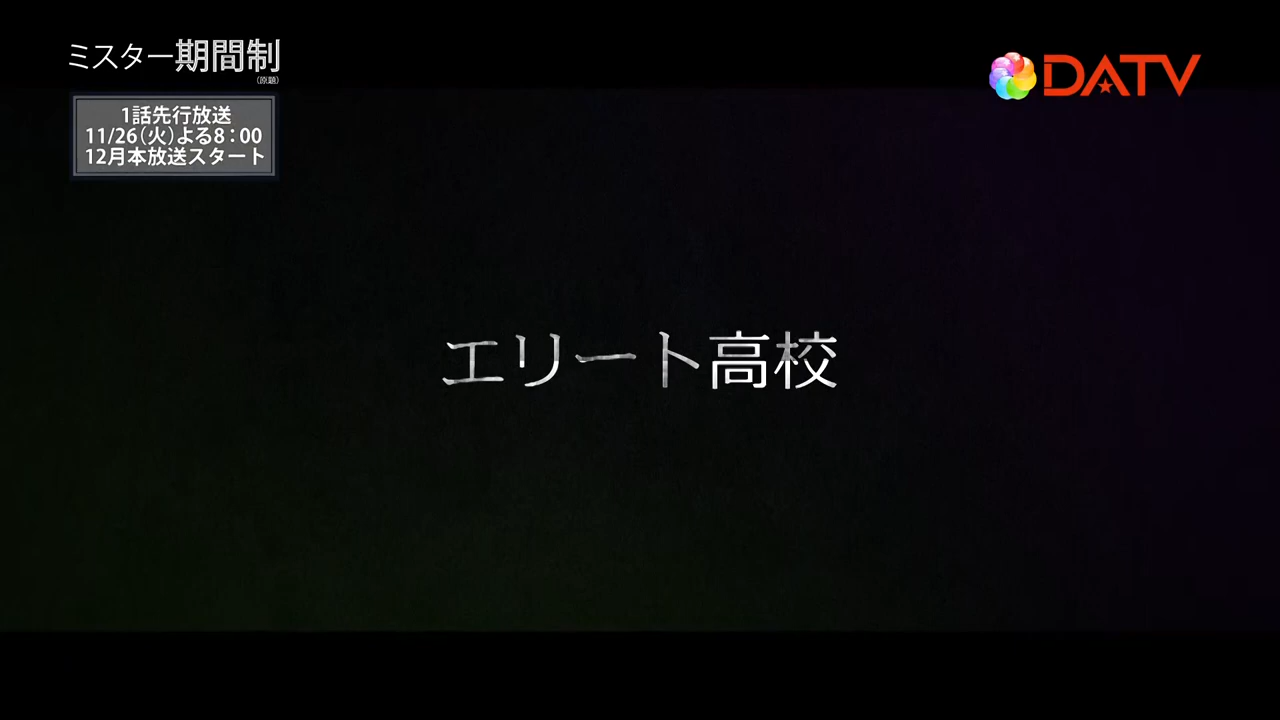 ミスター期間制
(原題)
1話先行放送
11/26(火)よる8:00
12月本放送スタート
DATV
エリート高校